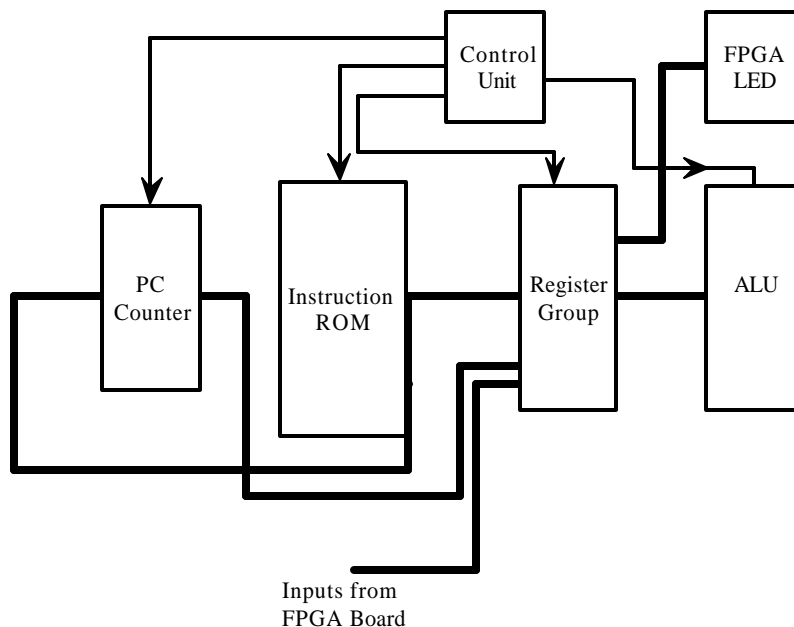 Control
Unit
FPGA
LED
PC
Counter
Instruction
ROM
Register
Group
ALU
Inputs from
FPGA Board